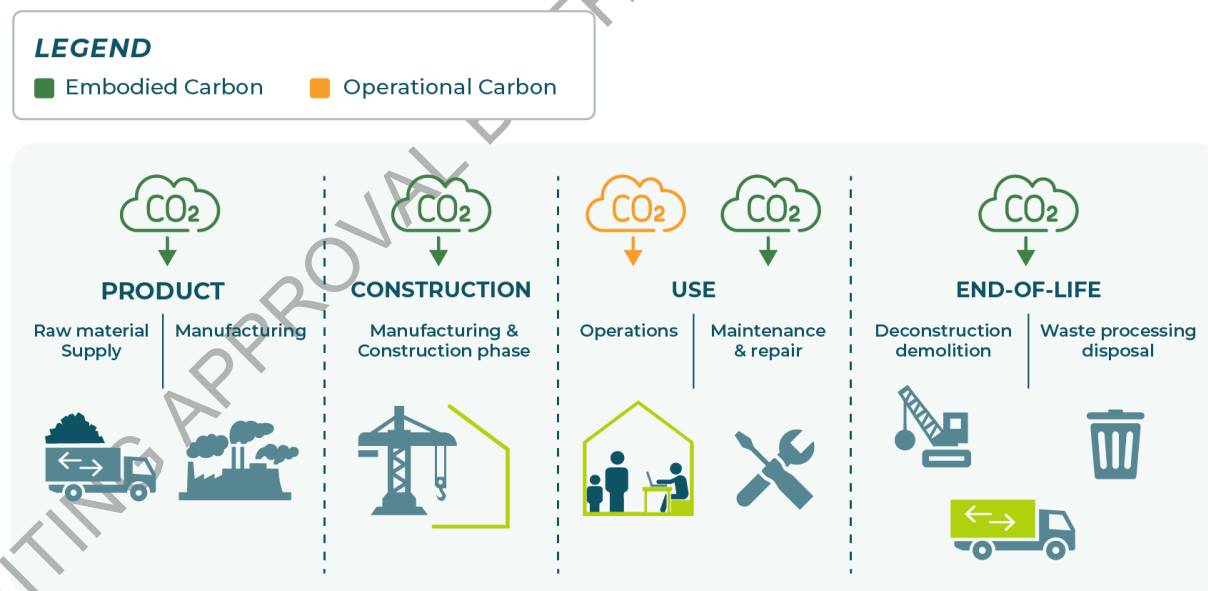 LEGEND
Embodied Carbon
Operational Carbon
CO2
CO2
CO2
CO2
CO2
PRODUCT
CONSTRUCTION
USE
END-OF-LIFE
Raw material
Supply
Manufacturing
Manufacturing &
Construction phase
Operations
Maintenance
& repair
Deconstruction
demolition
Waste processing
disposal
APPROVAL